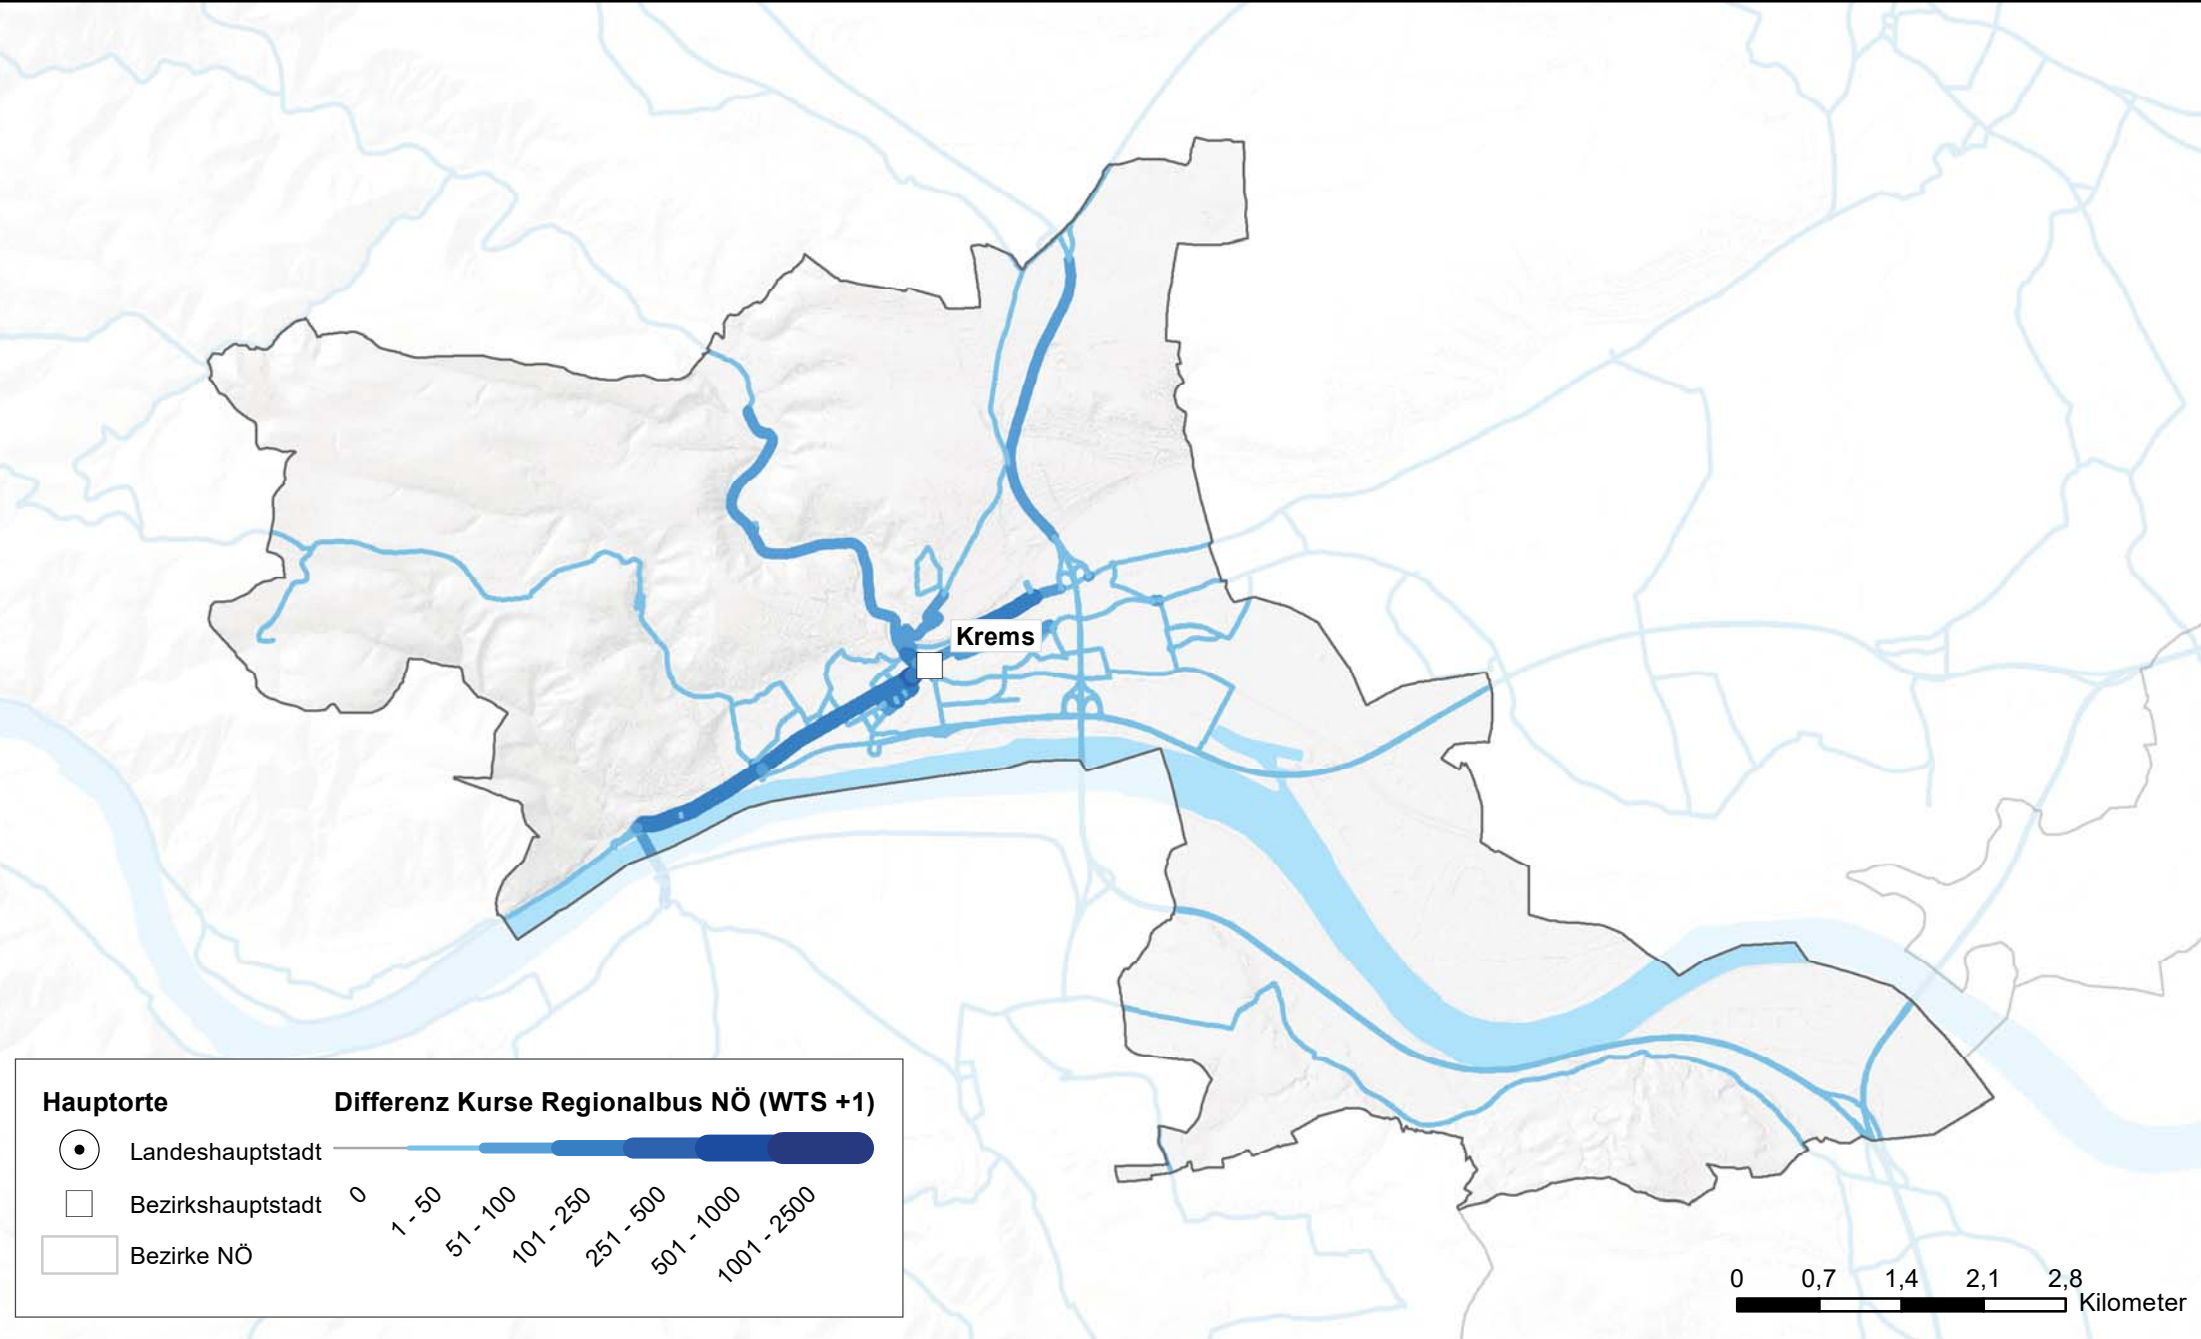 Krems
Hauptorte
Landeshauptstadt
Bezirkshauptstadt
Bezirke NÖ
Differenz Kurse Regionalbus NÖ (WTS +1)
0
1 - 50
51 - 100
101 - 250
251 - 500
501 - 1000
1001 - 2500
0 0,7 1,4 2,1 2,8
Kilometer